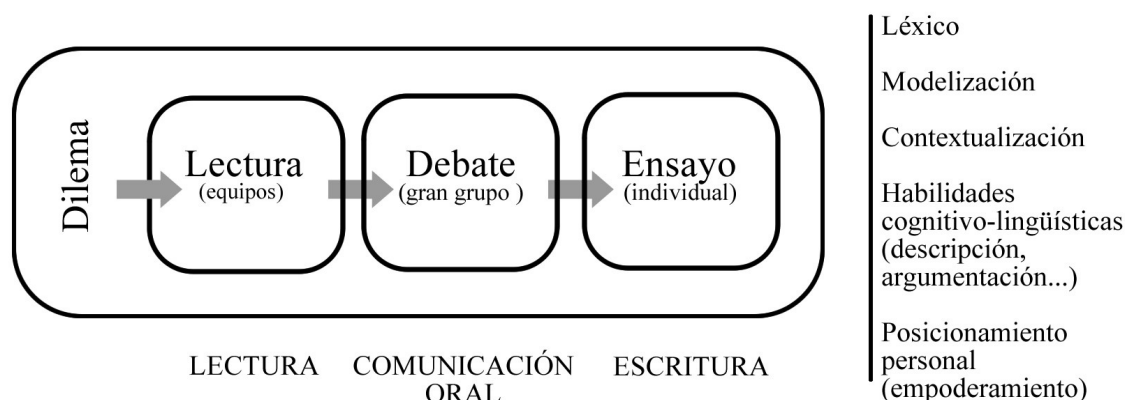 Dilema
Lectura
(equipos)
Debate
(gran grupo )
Ensayo
(individual)
LECTURA
COMUNICACIÓN
ORAL
ESCRITURA
Léxico
Modelización
Contextualización
Habilidades
cognitivo-lingüísticas
(descripción,
argumentación...)
Posicionamiento
personal
(empoderamiento)